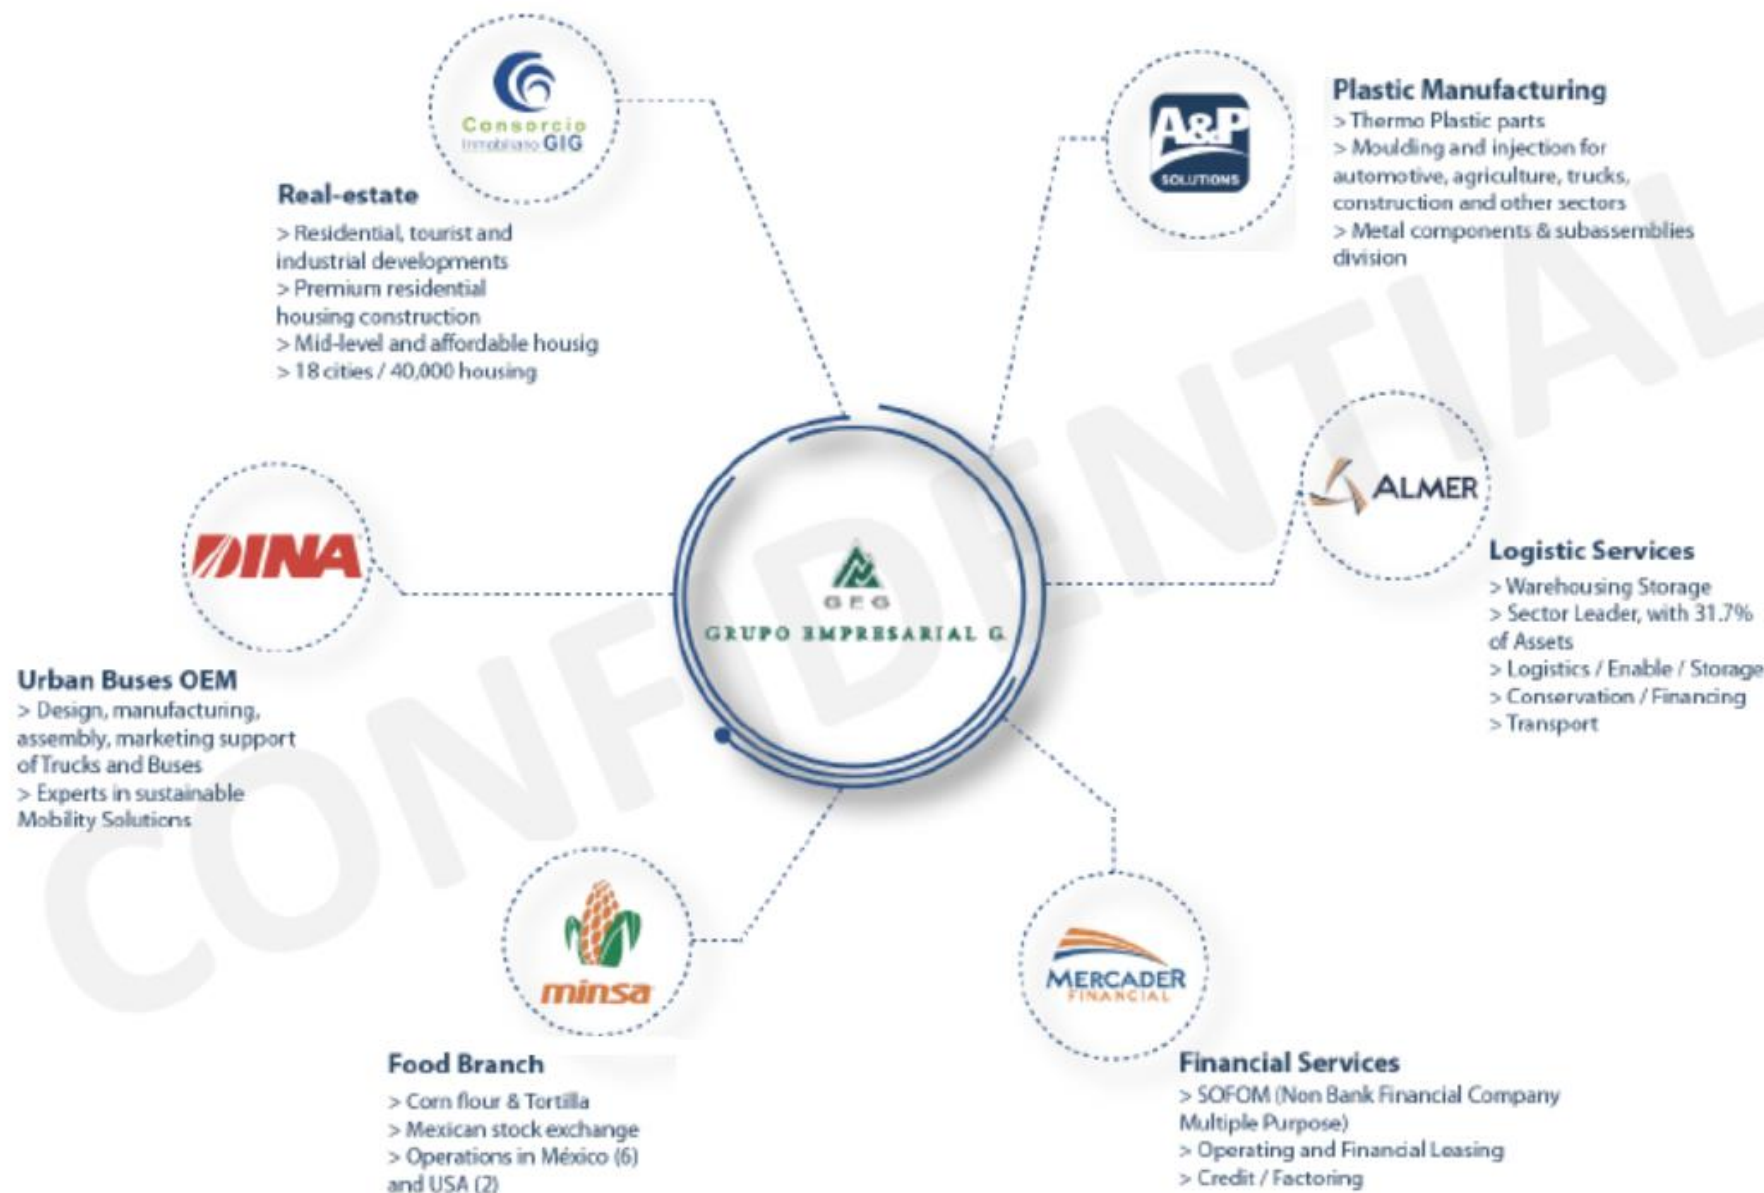 Consorcio
Inmobiliario GIG
Real-estate
> Residential, tourist and
industrial developments
> Premium residential
housing construction
> Mid-level and affordable housig
> 18 cities / 40,000 housing
A&P
SOLUTIONS
Plastic Manufacturing
> Thermo Plastic parts
> Moulding and injection for
automotive, agriculture, trucks,
construction and other sectors
> Metal components & subassemblies
division
ALMER
Logistic Services
> Warehousing Storage
> Sector Leader, with 31.7%
of Assets
> Logistics / Enable / Storage
> Conservation / Financing
> Transport
DINA
Urban Buses OEM
> Design, manufacturing,
assembly, marketing support
of Trucks and Buses
> Experts in sustainable
Mobility Solutions
GEG
GRUPO EMPRESARIAL G.
minsa
Food Branch
> Corn flour & Tortilla
> Mexican stock exchange
> Operations in México (6)
and USA (2)
MERCADER
FINANCIAL
Financial Services
> SOFOM (Non Bank Financial Company
Multiple Purpose)
> Operating and Financial Leasing
> Credit / Factoring
CONFIDENTIAL